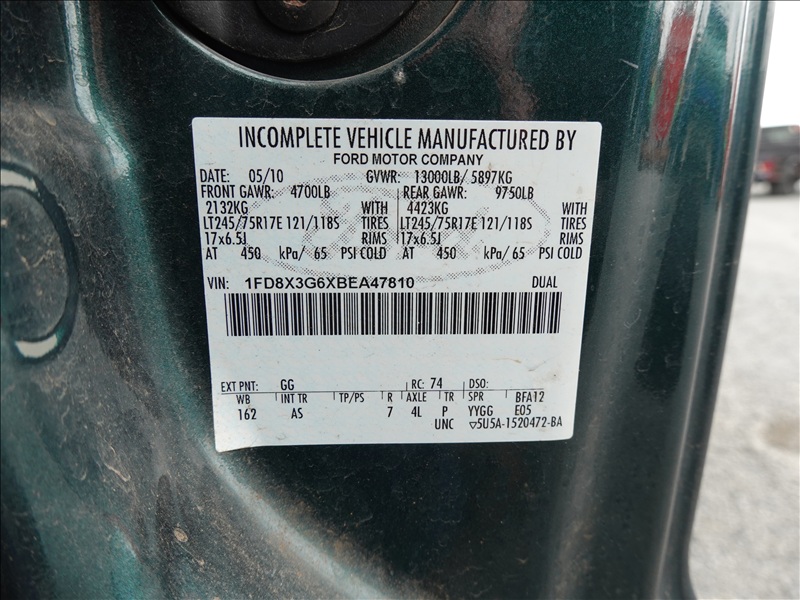 INCOMPLETE VEHICLE MANUFACTURED BY
FORD MOTOR COMPANY
DATE: 05/10 GVWR: 13000LB/ 5897KG
FRONT GAWR: 4700LB REAR GAWR: 9750LB
2132KG WITH 4423KG WITH
LT245/75R17E 121/118S TIRES LT245/75R17E 121/118S TIRES
17x6.5J RIMS 17x6.5J RIMS
AT 450 kPa/ 65 PSI COLD AT 450 kPa/ 65 PSI COLD
VIN: 1FD8X3G6XBEA47810 DUAL
EXT PNT: GG RC: 74 DSO:
WB INT TR TP/PS R AXLE TR SPR BFA12
162 AS 7 4L P YYGG E05
UNC ▽5U5A-1520472-BA